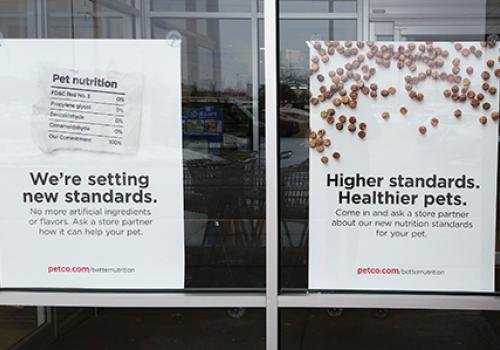 Pet nutrition
FD&C Red No. 3 0%
Propylene glycol 0%
Benzaldehyde 0%
Cinnamaldehyde 0%
Our Commitment 100%
We're setting
new standards.
No more artificial ingredients
or flavors. Ask a store partner
how it can help your pet.
petco.com/betternutrition
Higher standards.
Healthier pets.
Come in and ask a store partner
about our new nutrition standards
for your pet.
petco.com/betternutrition